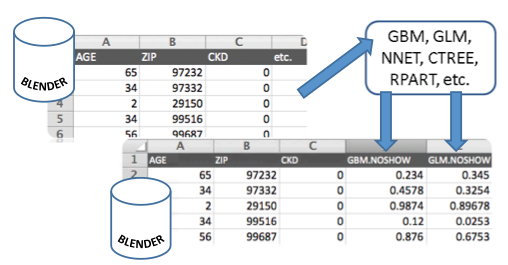 A B C D
AGE ZIP CKD etc.
65 97232 0
34 97332 0
4 2 29150 0
5 34 99516 0
6 56 99687 0
BLENDER
GBM, GLM,
NNET, CTREE,
RPART, etc.
A B C
1 AGE ZIP CKD GBM.NOSHOW GLM.NOSHOW
2 65 97232 0 0.234 0.345
34 97332 0 0.4578 0.3254
2 29150 0 0.9874 0.89678
34 99516 0 0.12 0.0253
56 99687 0 0.876 0.6753
BLENDER